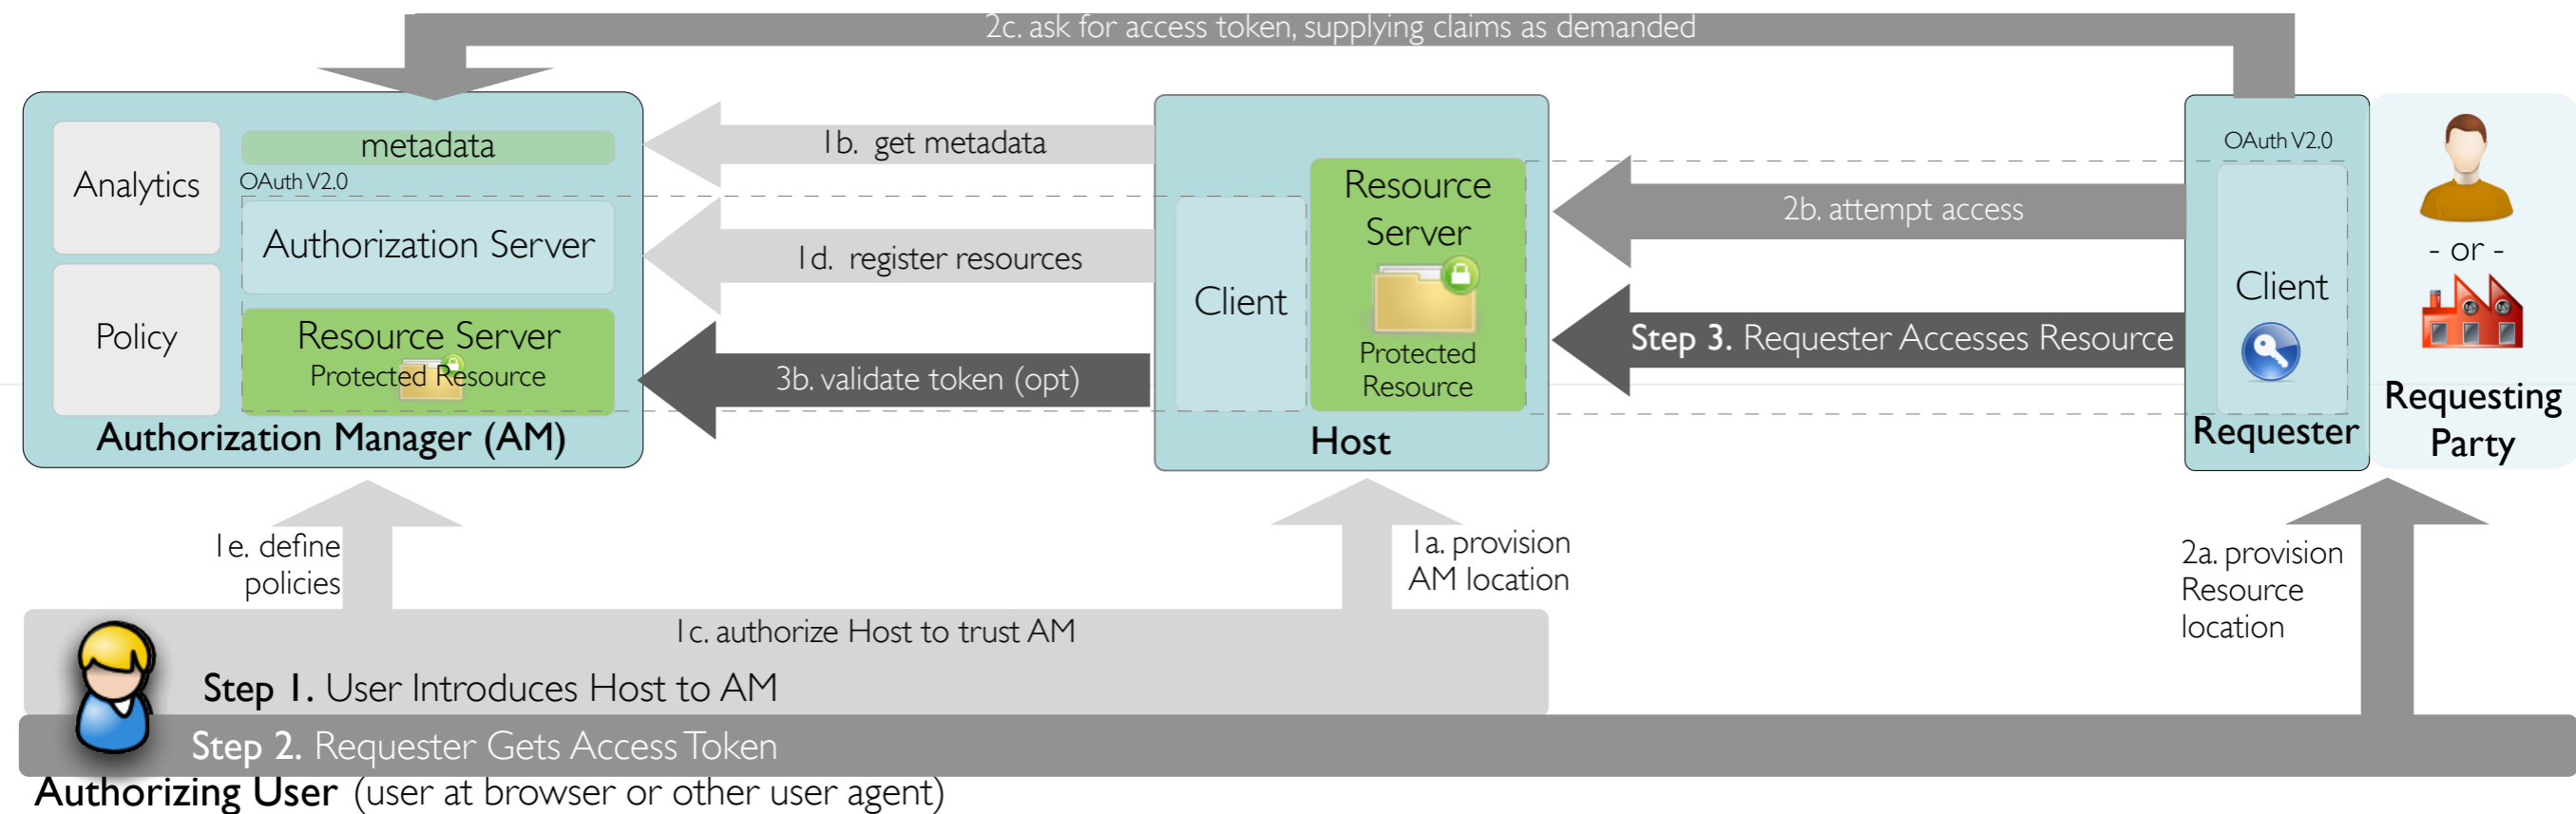 2c. ask for access token, supplying claims as demanded
Analytics
Policy
metadata
OAuth V2.0
Authorization Server
Resource Server
Protected Resource
Authorization Manager (AM)
1b. get metadata
1d. register resources
3b. validate token (opt)
Client
Resource
Server
Protected
Resource
Host
2b. attempt access
Step 3. Requester Accesses Resource
OAuth V2.0
Client
Requester
- or -
Requesting
Party
1e. define
policies
1a. provision
AM location
2a. provision
Resource
location
1c. authorize Host to trust AM
Step 1. User Introduces Host to AM
Step 2. Requester Gets Access Token
Authorizing User (user at browser or other user agent)